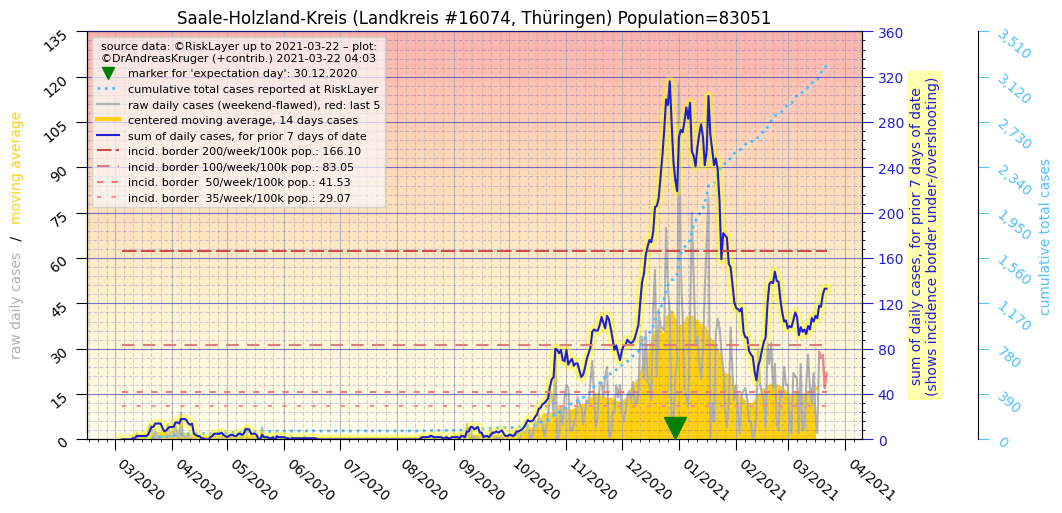 Saale-Holzland-Kreis (Landkreis #16074, Thüringen) Population=83051
source data: ©RiskLayer up to 2021-03-22 – plot:
©DrAndreasKruger (+contrib.) 2021-03-22 04:03
marker for 'expectation day': 30.12.2020
cumulative total cases reported at RiskLayer
raw daily cases (weekend-flawed), red: last 5
centered moving average, 14 days cases
sum of daily cases, for prior 7 days of date
incid. border 200/week/100k pop.: 166.10
incid. border 100/week/100k pop.: 83.05
incid. border  50/week/100k pop.: 41.53
incid. border  35/week/100k pop.: 29.07
raw daily cases  /  moving average
135
120
105
90
75
60
45
30
15
0
03/2020
04/2020
05/2020
06/2020
07/2020
08/2020
09/2020
10/2020
11/2020
12/2020
01/2021
02/2021
03/2021
04/2021
360
320
280
240
200
160
120
80
40
0
sum of daily cases, for prior 7 days of date
(shows incidence border under-/overshooting)
3,510
3,120
2,730
2,340
1,950
1,560
1,170
780
390
0
cumulative total cases